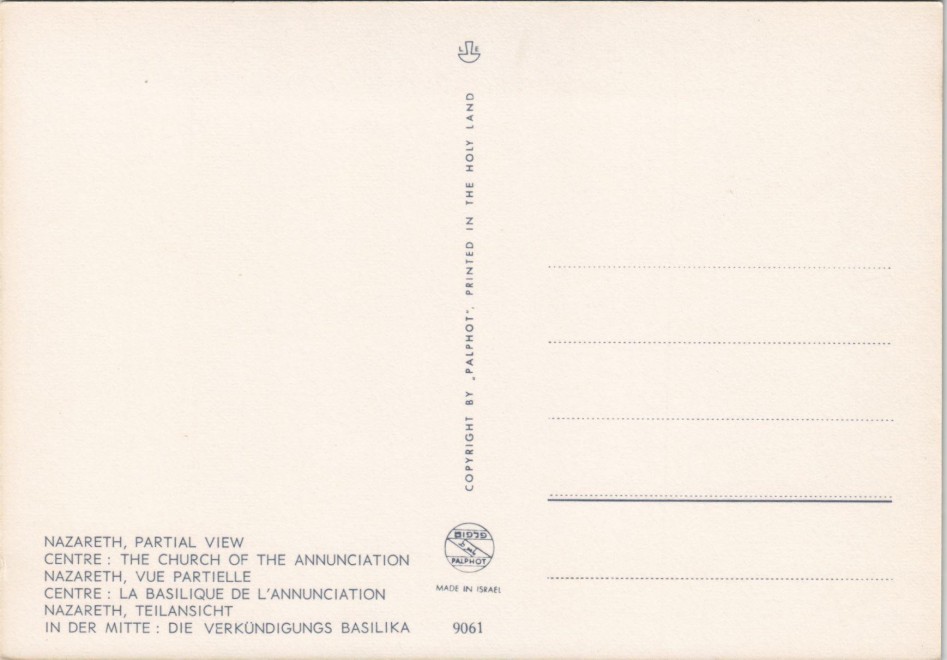 L E
COPYRIGHT BY „PALPHOT". PRINTED IN THE HOLY LAND
NAZARETH, PARTIAL VIEW
CENTRE : THE CHURCH OF THE ANNUNCIATION
NAZARETH, VUE PARTIELLE
CENTRE : LA BASILIQUE DE L'ANNUNCIATION
NAZARETH, TEILANSICHT
IN DER MITTE : DIE VERKÜNDIGUNGS BASILIKA
פלפוט
PALPHOT
MADE IN ISRAEL
9061